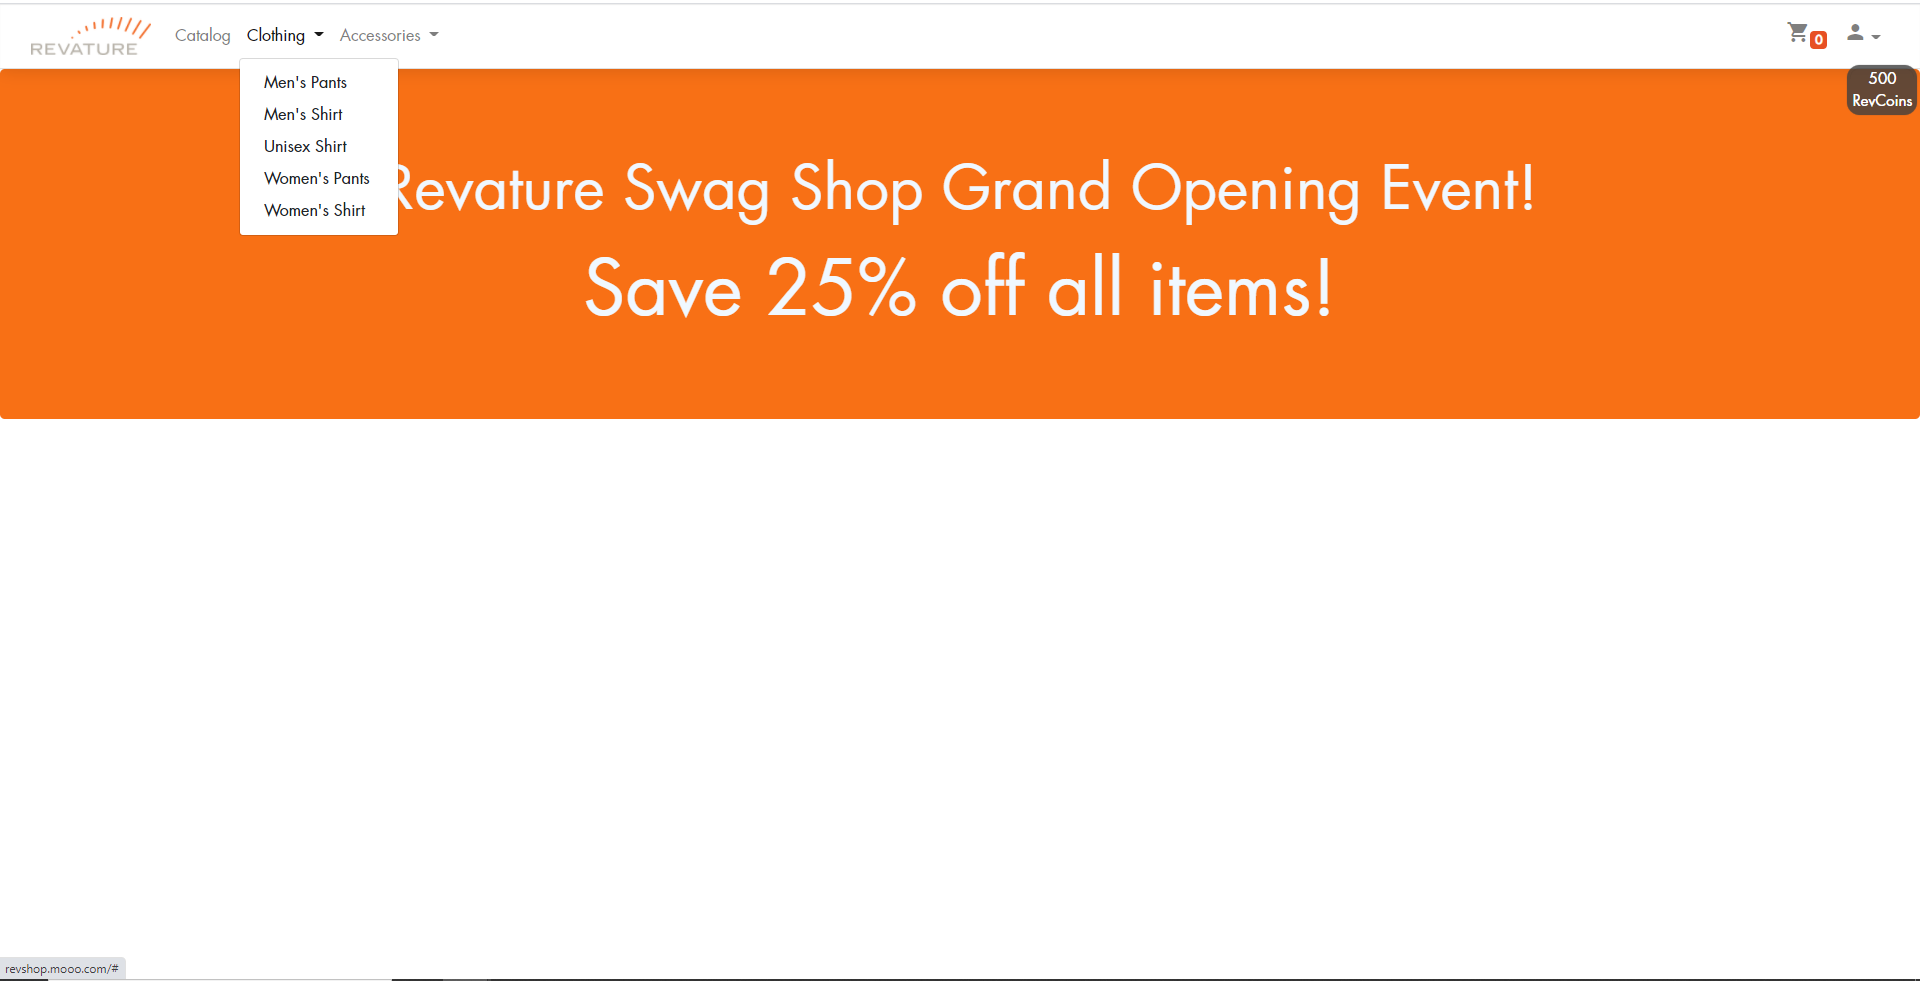 REVATURE
Catalog
Clothing
Accessories
0
500
RevCoins
Men's Pants
Men's Shirt
Unisex Shirt
Women's Pants
Women's Shirt
Revature Swag Shop Grand Opening Event!
Save 25% off all items!
revshop.mooo.com/#